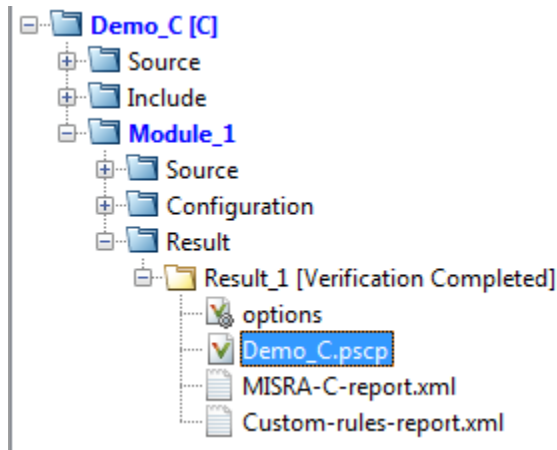 Demo_C [C]
Source
Include
Module_1
Source
Configuration
Result
Result_1 [Verification Completed]
options
Demo_C.pscp
MISRA-C-report.xml
Custom-rules-report.xml